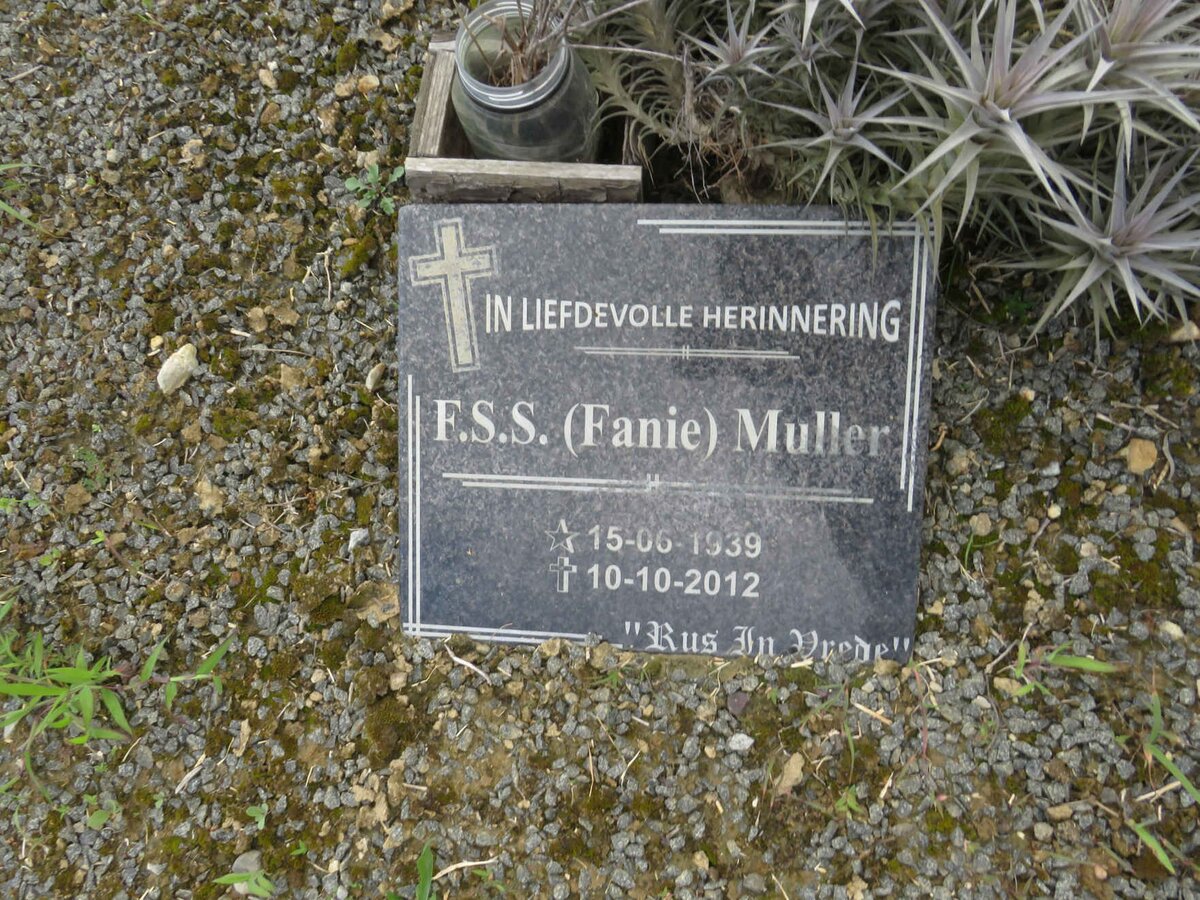 IN LIEFDEVOLLE HERINNERING
F.S.S. (Fanie) Muller
15-06-1939
10-10-2012
"Rus In Vrede"